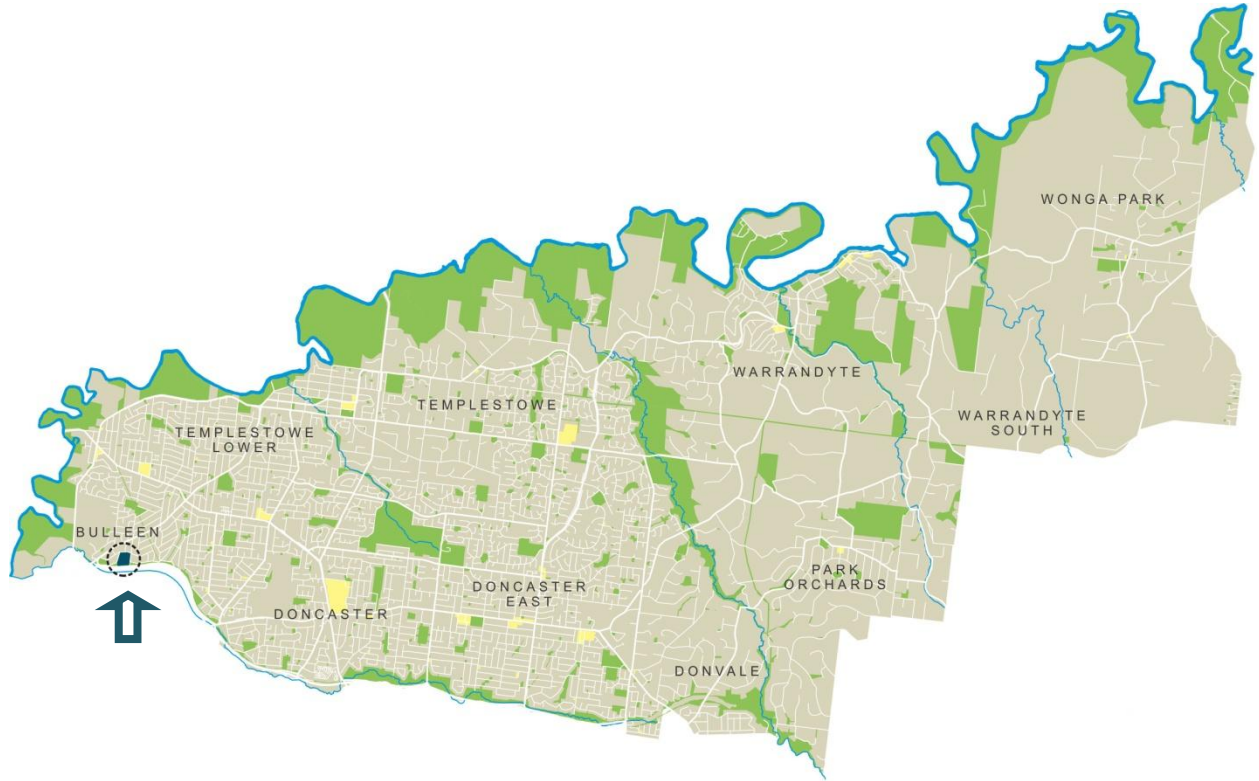 WONGA PARK
WARRANDYTE
TEMPLESTOWE
WARRANDYTE
SOUTH
TEMPLESTOWE
LOWER
BULLEEN
PARK
ORCHARDS
DONCASTER
EAST
DONCASTER
DONVALE